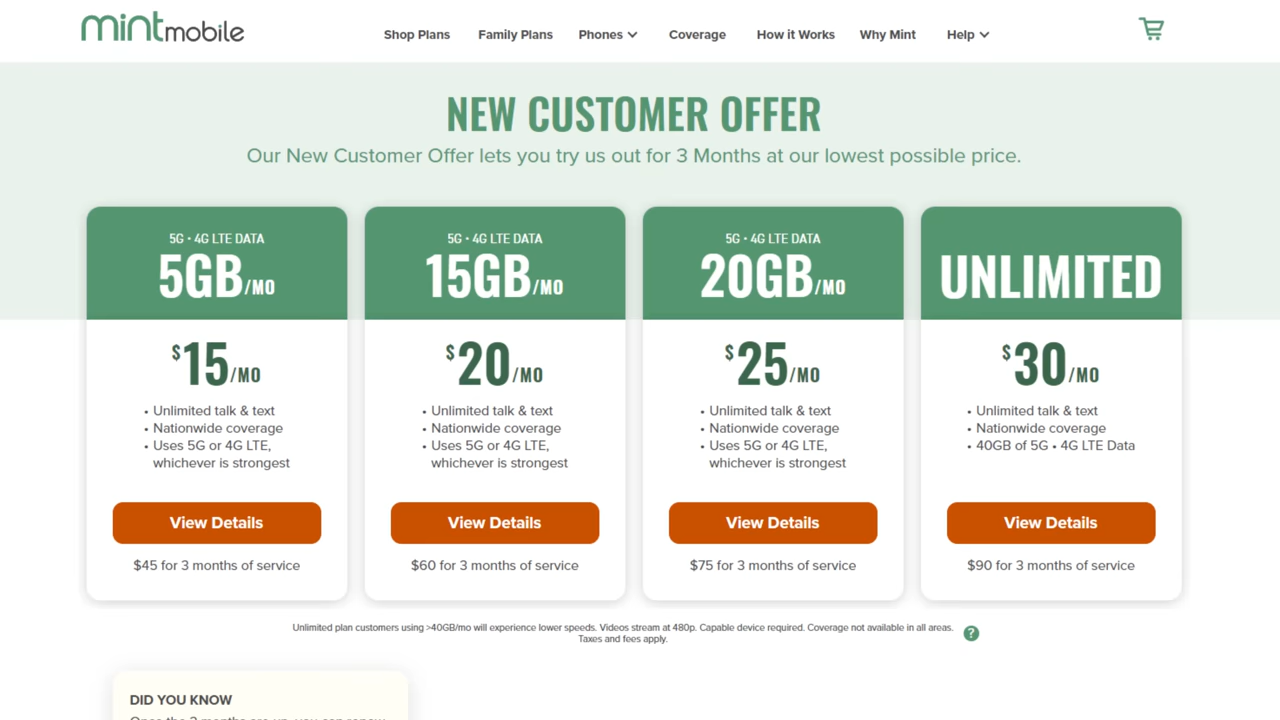 mintmobile
Shop Plans Family Plans Phones Coverage How it Works Why Mint Help
NEW CUSTOMER OFFER
Our New Customer Offer lets you try us out for 3 Months at our lowest possible price.
5G • 4G LTE DATA
5GB/MO
$15/MO
• Unlimited talk & text
• Nationwide coverage
• Uses 5G or 4G LTE,
whichever is strongest
View Details
$45 for 3 months of service
5G • 4G LTE DATA
15GB/MO
$20/MO
• Unlimited talk & text
• Nationwide coverage
• Uses 5G or 4G LTE,
whichever is strongest
View Details
$60 for 3 months of service
5G • 4G LTE DATA
20GB/MO
$25/MO
• Unlimited talk & text
• Nationwide coverage
• Uses 5G or 4G LTE,
whichever is strongest
View Details
$75 for 3 months of service
UNLIMITED
$30/MO
• Unlimited talk & text
• Nationwide coverage
• 40GB of 5G • 4G LTE Data
View Details
$90 for 3 months of service
Unlimited plan customers using >40GB/mo will experience lower speeds. Videos stream at 480p. Capable device required. Coverage not available in all areas.
Taxes and fees apply.
?
DID YOU KNOW
Once the 3 months are up, you can renew